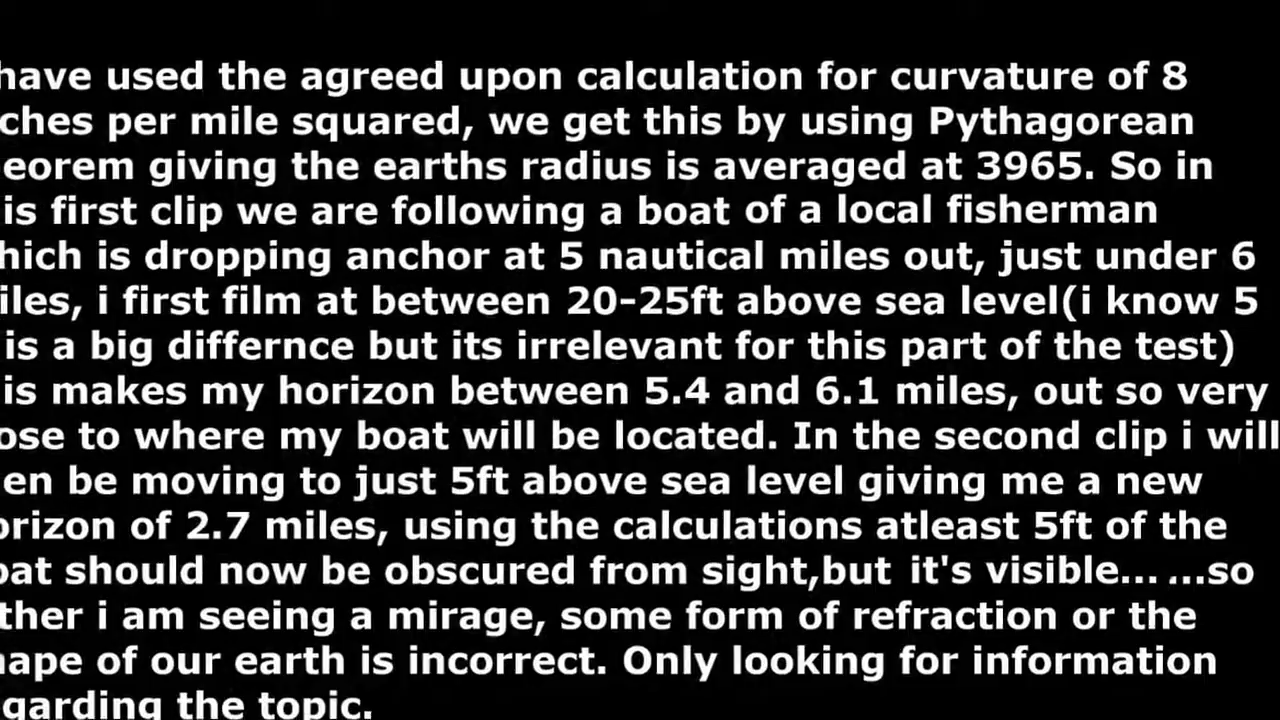 have used the agreed upon calculation for curvature of 8
ches per mile squared, we get this by using Pythagorean
eorem giving the earths radius is averaged at 3965. So in
is first clip we are following a boat of a local fisherman
hich is dropping anchor at 5 nautical miles out, just under 6
iles, i first film at between 20-25ft above sea level(i know 5
is a big differnce but its irrelevant for this part of the test)
is makes my horizon between 5.4 and 6.1 miles, out so very
ose to where my boat will be located. In the second clip i will
en be moving to just 5ft above sea level giving me a new
orizon of 2.7 miles, using the calculations atleast 5ft of the
oat should now be obscured from sight,but it's visible... ...so
ther i am seeing a mirage, some form of refraction or the
hape of our earth is incorrect. Only looking for information
garding the topic.